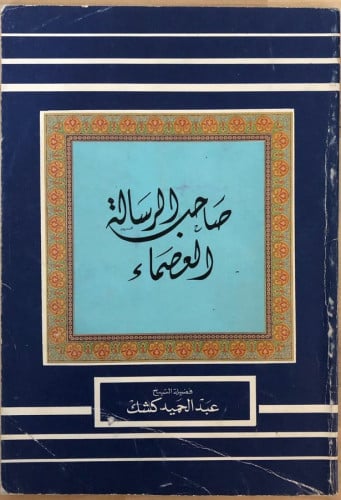 صاحب الرسالة
العصماء
فضيلة الشيخ
عبد الحميد كشك